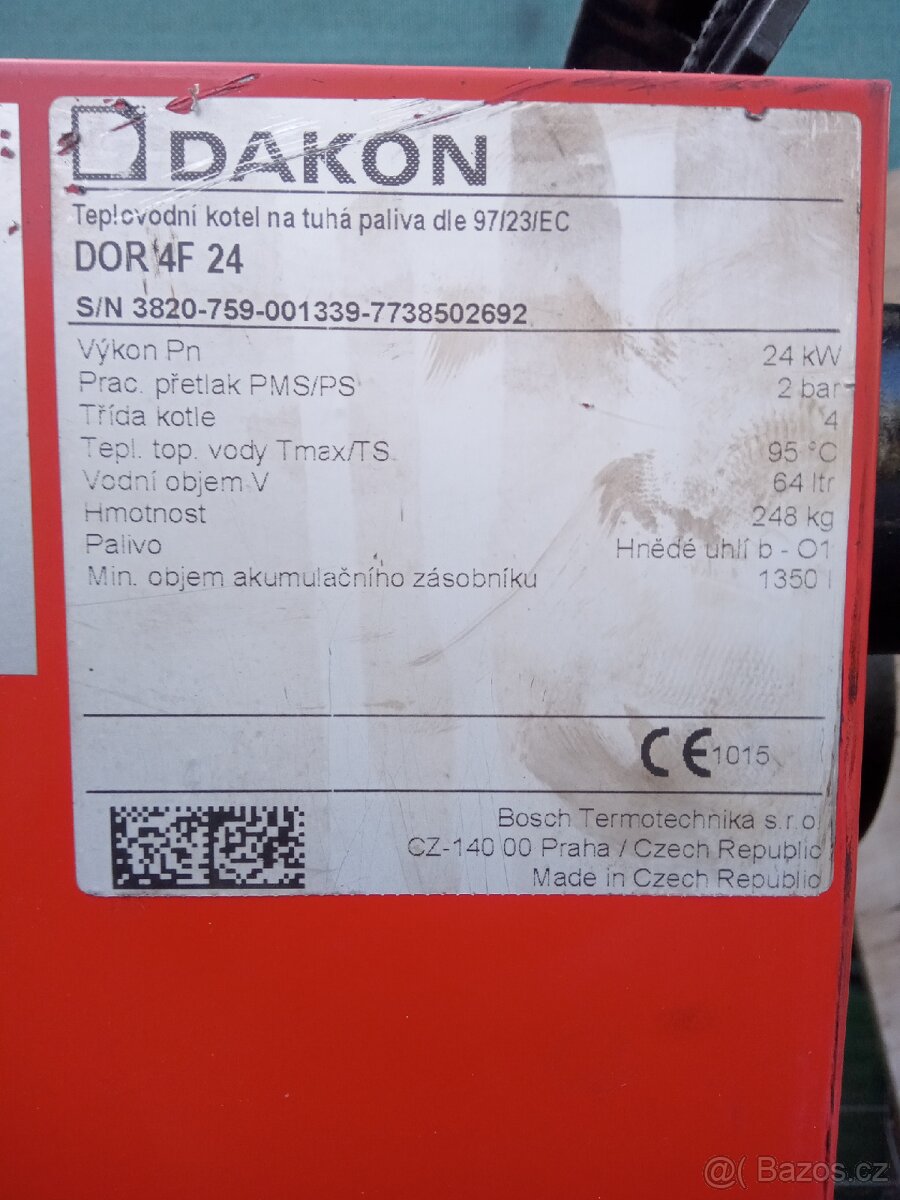 DAKON
Teplovodní kotel na tuhá paliva dle 97/23/EC
DOR 4F 24
S/N 3820-759-001339-7738502692
Výkon Pn 24 kW
Prac. přetlak PMS/PS 2 bar
Třída kotle 4
Tepl. top. vody Tmax/TS 95 °C
Vodní objem V 64 ltr
Hmotnost 248 kg
Palivo Hnědé uhlí b - O1
Min. objem akumulačního zásobníku 1350 l
CE 1015
Bosch Termotechnika s.r.o.
CZ-140 00 Praha / Czech Republic
Made in Czech Republic
@( Bazos.cz